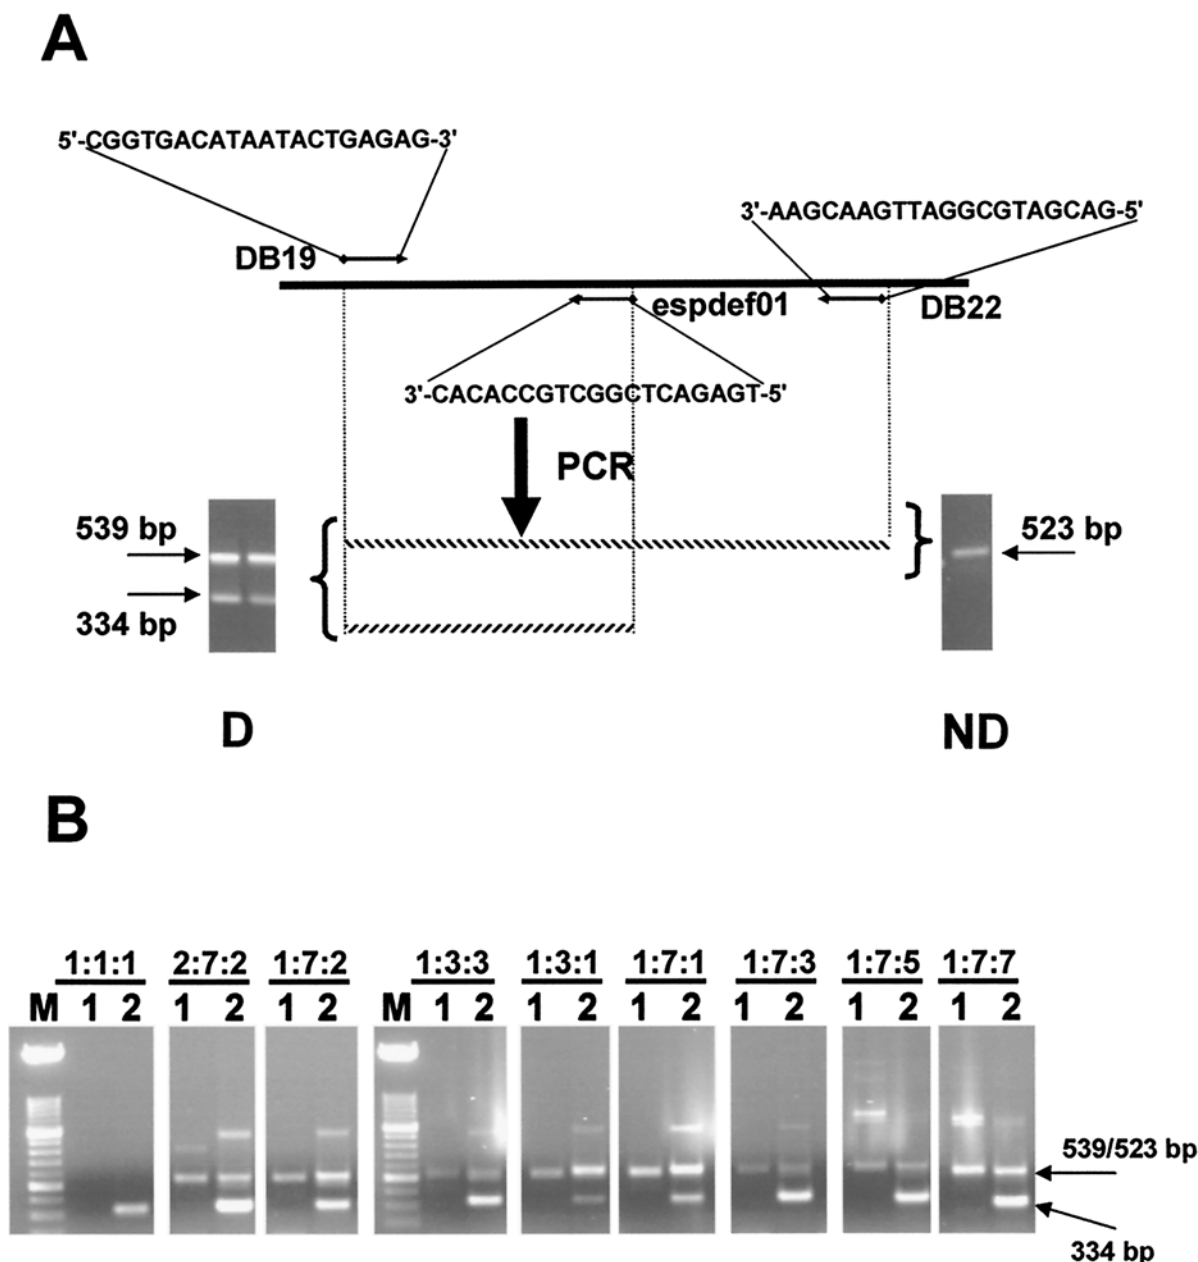 A
5'-CGGTGACATAATACTGAGAG-3'
3'-AAGCAAGTTAGGCGTAGCAG-5'
DB19
espdef01
DB22
3'-CACACCGTCGGCTCAGAGT-5'
PCR
539 bp
523 bp
334 bp
D
ND
B
1:1:1 2:7:2 1:7:2 1:3:3 1:3:1 1:7:1 1:7:3 1:7:5 1:7:7
M 1 2 1 2 1 2 M 1 2 1 2 1 2 1 2 1 2 1 2
539/523 bp
334 bp